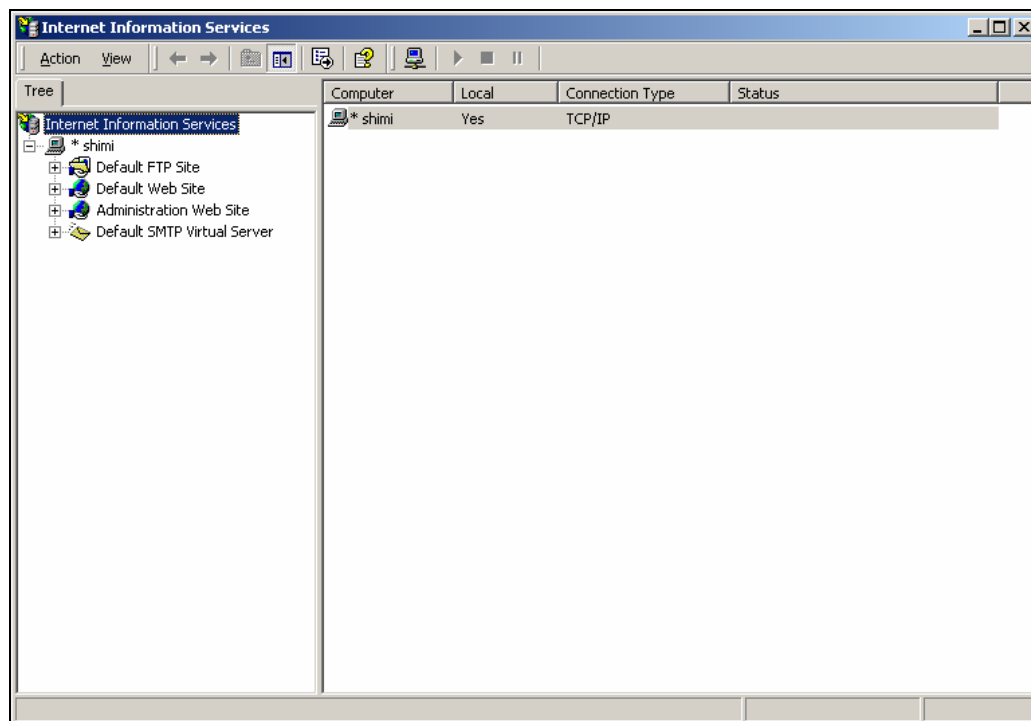 Internet Information Services
Action View
Tree
Computer Local Connection Type Status
Internet Information Services
* shimi
Default FTP Site
Default Web Site
Administration Web Site
Default SMTP Virtual Server
* shimi Yes TCP/IP